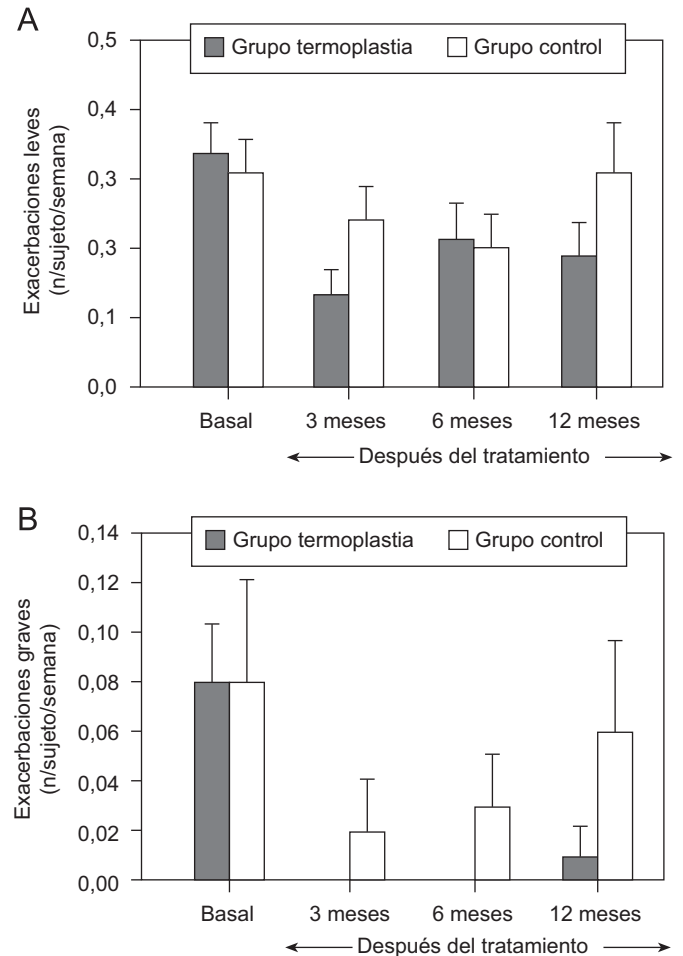 A
Grupo termoplastia Grupo control
Exacerbaciones leves
(n/sujeto/semana)
0,5
0,4
0,3
0,3
0,1
0,0
Basal 3 meses 6 meses 12 meses
Después del tratamiento
B
Grupo termoplastia Grupo control
Exacerbaciones graves
(n/sujeto/semana)
0,14
0,12
0,10
0,08
0,06
0,04
0,02
0,00
Basal 3 meses 6 meses 12 meses
Después del tratamiento